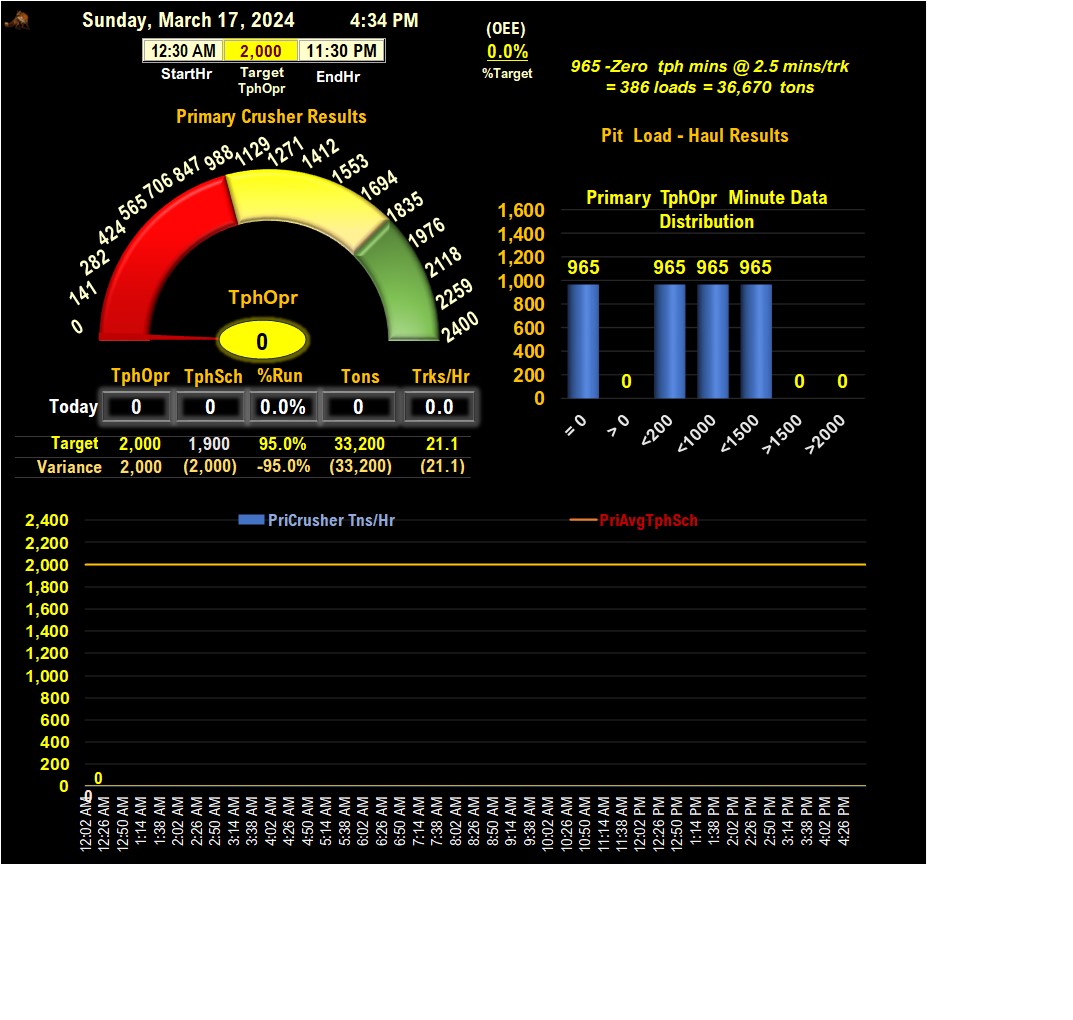 Sunday, March 17, 2024 4:34 PM
12:30 AM 2,000 11:30 PM
StartHr Target TphOpr EndHr
(OEE)
0.0%
%Target
965 -Zero tph mins @ 2.5 mins/trk
= 386 loads = 36,670 tons
Primary Crusher Results
0 141 282 424 565 706 847 988 1129 1271 1412 1553 1694 1835 1976 2118 2259 2400
TphOpr
0
TphOpr TphSch %Run Tons Trks/Hr
Today 0 0 0.0% 0 0.0
Target 2,000 1,900 95.0% 33,200 21.1
Variance 2,000 (2,000) -95.0% (33,200) (21.1)
Pit Load - Haul Results
Primary TphOpr Minute Data
Distribution
1,600
1,400
1,200
1,000
800
600
400
200
0
965 0 965 965 965 0 0
= 0 > 0 <200 <1000 <1500 >1500 >2000
PriCrusher Tns/Hr PriAvgTphSch
2,400
2,200
2,000
1,800
1,600
1,400
1,200
1,000
800
600
400
200
0
0
0
12:02 AM 12:26 AM 12:50 AM 1:14 AM 1:38 AM 2:02 AM 2:26 AM 2:50 AM 3:14 AM 3:38 AM 4:02 AM 4:26 AM 4:50 AM 5:14 AM 5:38 AM 6:02 AM 6:26 AM 6:50 AM 7:14 AM 7:38 AM 8:02 AM 8:26 AM 8:50 AM 9:14 AM 9:38 AM 10:02 AM 10:26 AM 10:50 AM 11:14 AM 11:38 AM 12:02 PM 12:26 PM 12:50 PM 1:14 PM 1:38 PM 2:02 PM 2:26 PM 2:50 PM 3:14 PM 3:38 PM 4:02 PM 4:26 PM